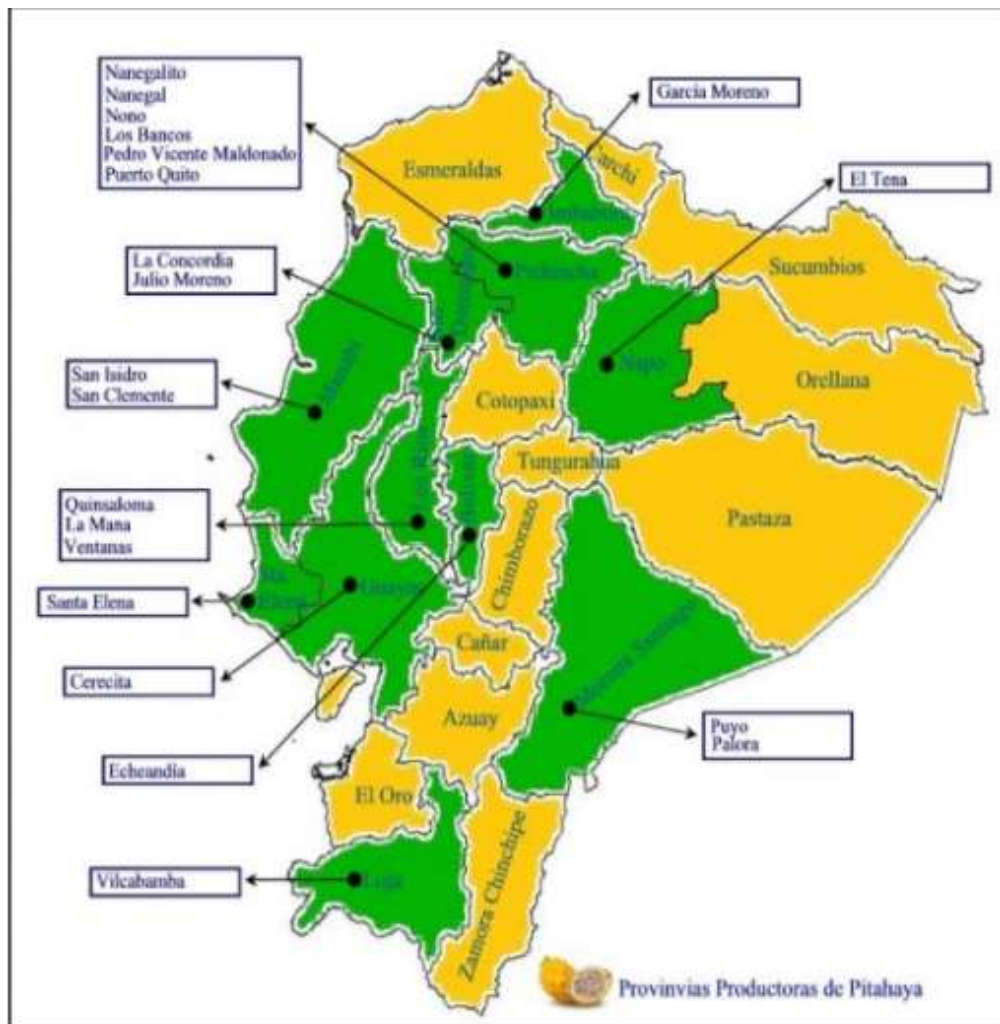 Nanegalito
Nanegal
Nono
Los Bancos
Pedro Vicente Maldonado
Puerto Quito
García Moreno
El Tena
La Concordia
Julio Moreno
San Isidro
San Clemente
Quinsaloma
La Mana
Ventanas
Santa Elena
Cerecita
Echeandía
Vilcabamba
Puyo
Palora
Esmeraldas
Carchi
Imbabura
Sucumbios
Pichincha
Napo
Orellana
Manabi
Cotopaxi
Tungurahua
Pastaza
Chimborazo
Sta.
Elena
Guayas
Cañar
Morona Santiago
Azuay
El Oro
Loja
Zamora Chinchipe
Provinvias Productoras de Pitahaya